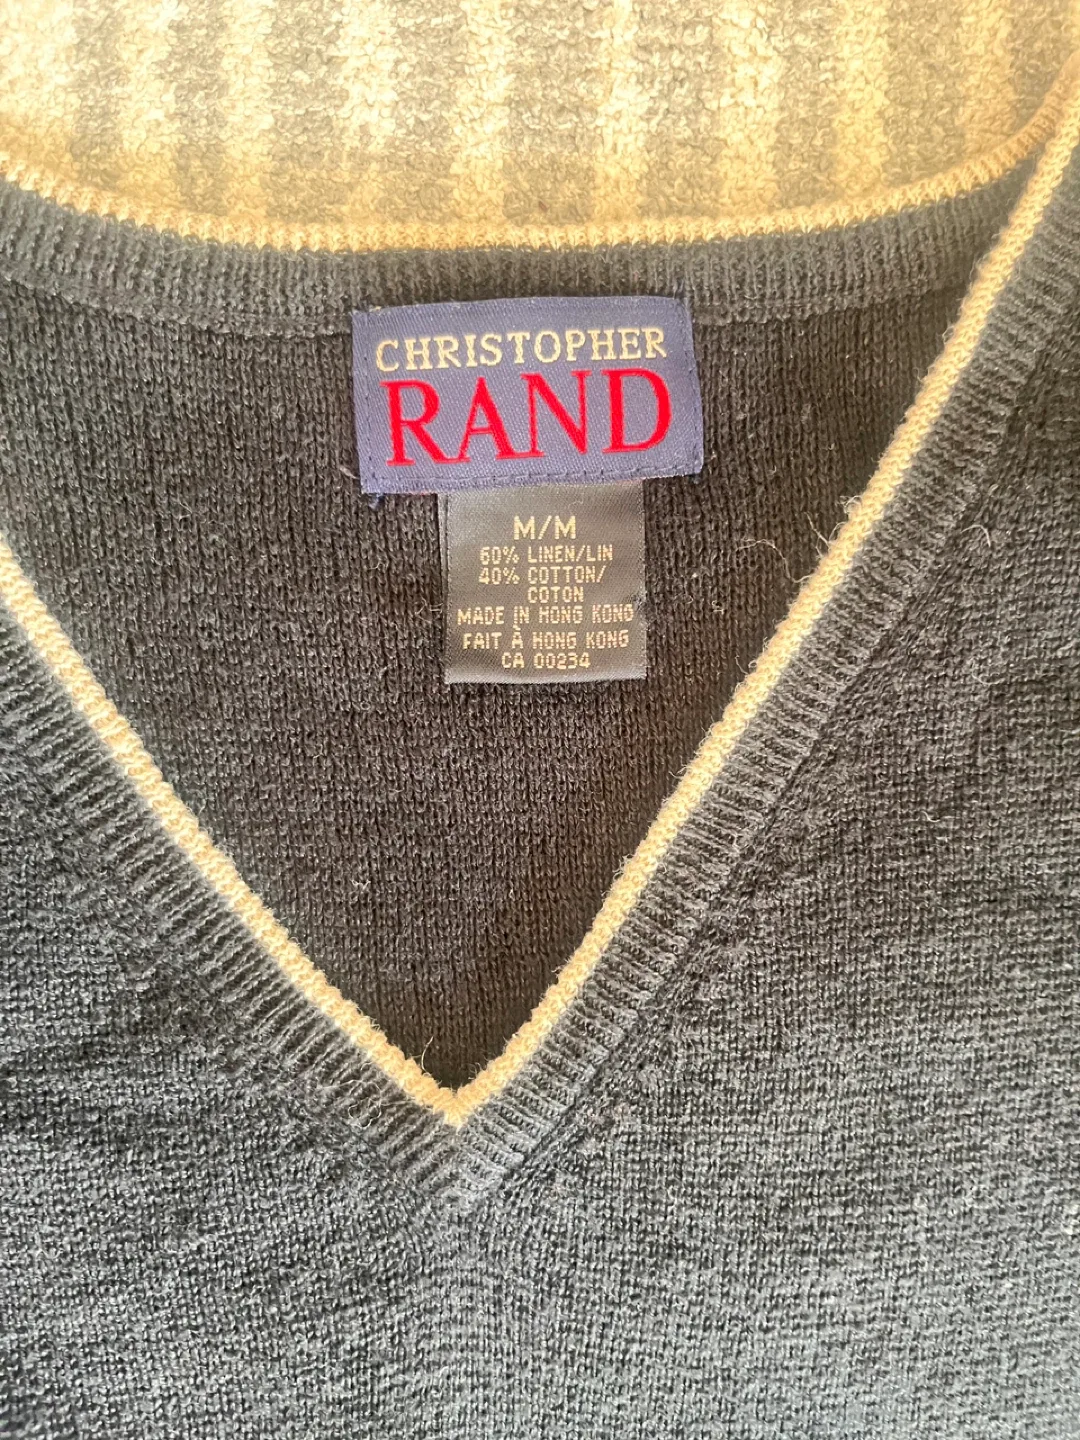 CHRISTOPHER
RAND
M/M
60% LINEN/LIN
40% COTTON/
COTON
MADE IN HONG KONG
FAIT À HONG KONG
CA 00234